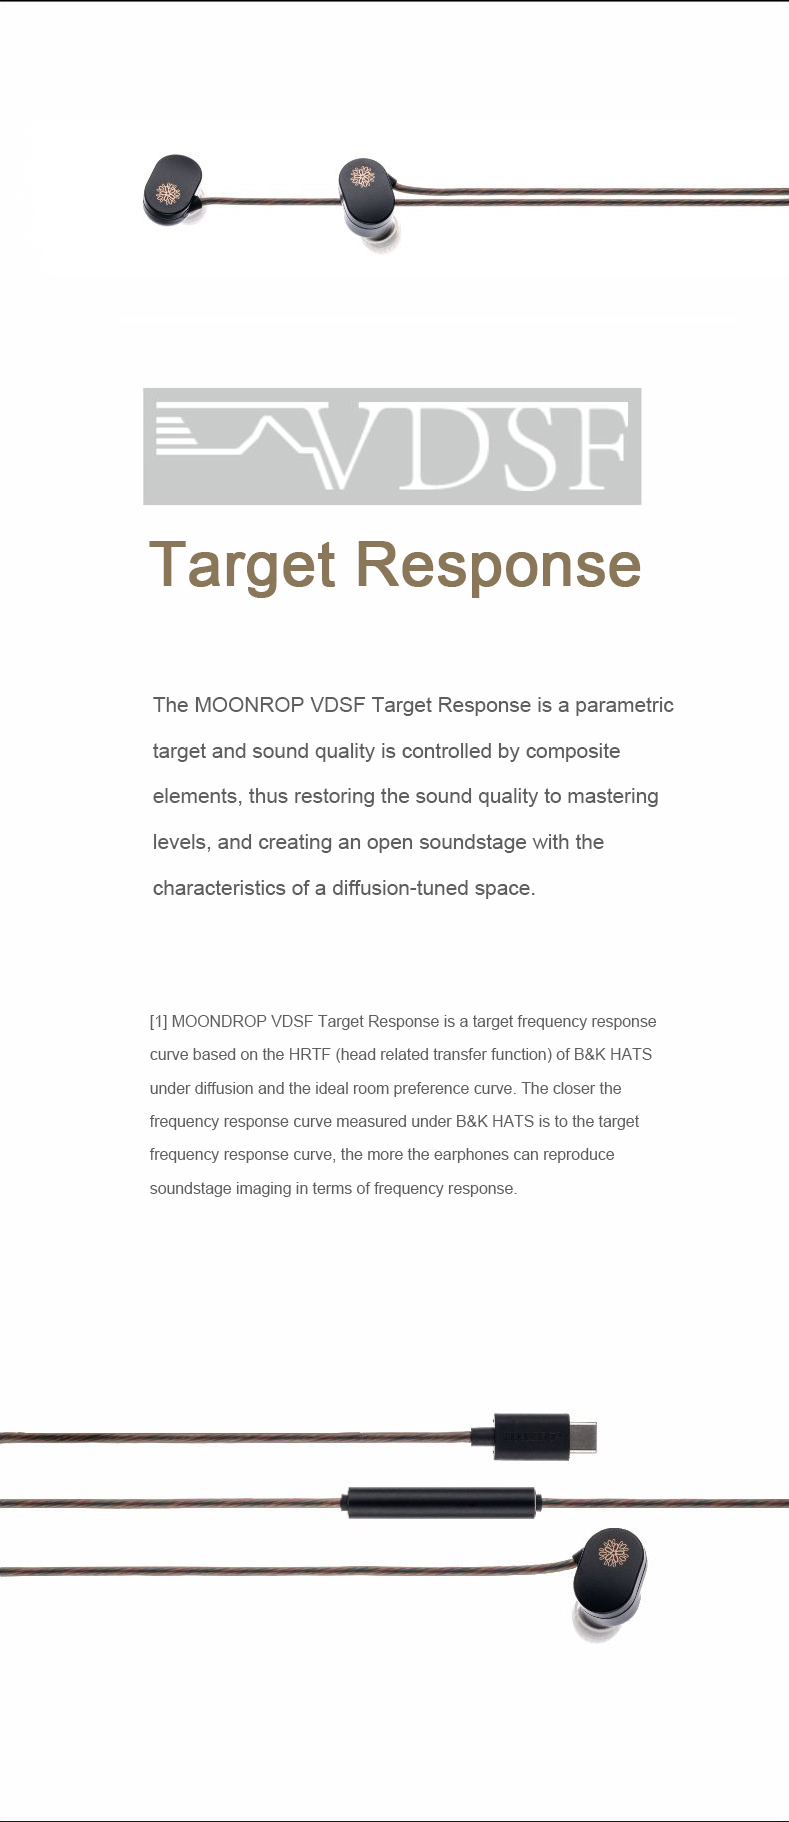 VDSF
Target Response
The MOONROP VDSF Target Response is a parametric
target and sound quality is controlled by composite
elements, thus restoring the sound quality to mastering
levels, and creating an open soundstage with the
characteristics of a diffusion-tuned space.
[1] MOONDROP VDSF Target Response is a target frequency response
curve based on the HRTF (head related transfer function) of B&K HATS
under diffusion and the ideal room preference curve. The closer the
frequency response curve measured under B&K HATS is to the target
frequency response curve, the more the earphones can reproduce
soundstage imaging in terms of frequency response.